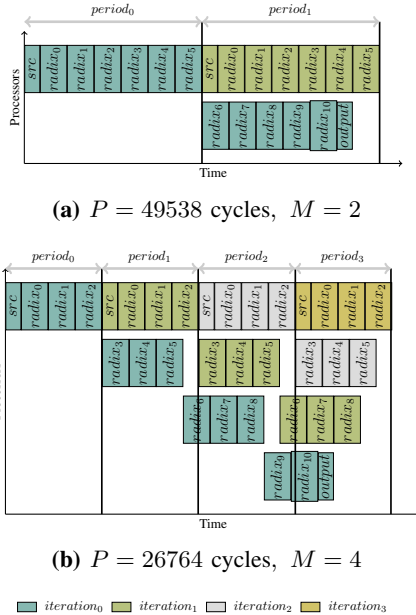 period₀ period₁
Processors
src radix₀ radix₁ radix₂ radix₃ radix₄ radix₅ src radix₀ radix₁ radix₂ radix₃ radix₄ radix₅
radix₆ radix₇ radix₈ radix₉ radix₁₀ output
Time
(a) P = 49538 cycles, M = 2
period₀ period₁ period₂ period₃
src radix₀ radix₁ radix₂ src radix₀ radix₁ radix₂ src radix₀ radix₁ radix₂ src radix₀ radix₁ radix₂
radix₃ radix₄ radix₅ radix₃ radix₄ radix₅ radix₃ radix₄ radix₅
radix₆ radix₇ radix₈ radix₆ radix₇ radix₈
radix₉ radix₁₀ output
Time
(b) P = 26764 cycles, M = 4
iteration₀ iteration₁ iteration₂ iteration₃